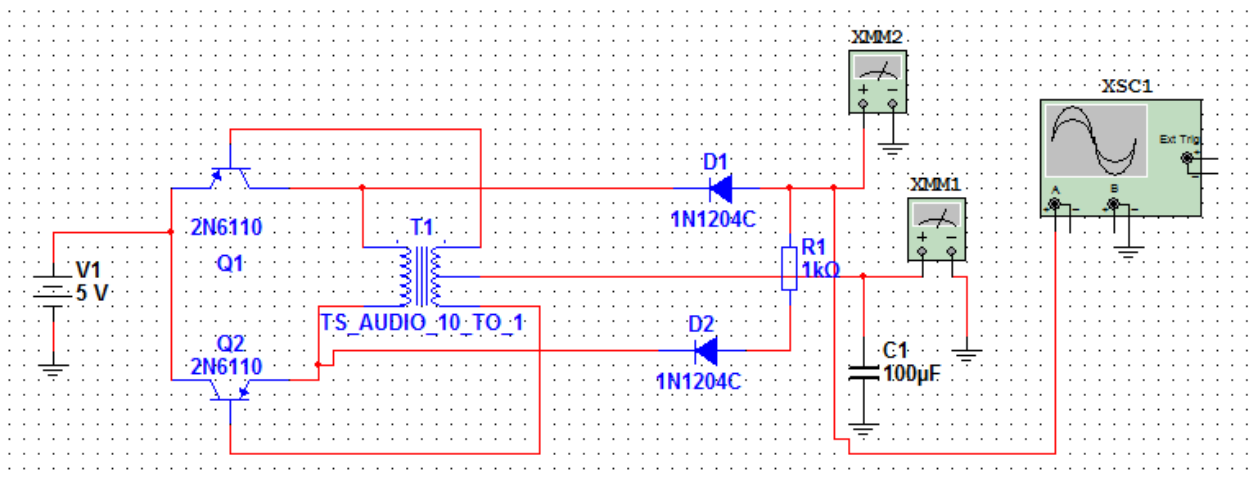 XMM2
+ −
XSC1
Ext Trig
+
−
A
B
+ −
+ −
D1
1N1204C
XMM1
+ −
2N6110
Q1
T1
R1
1kΩ
V1
5 V
TS_AUDIO_10_TO_1
D2
1N1204C
Q2
2N6110
C1
100µF